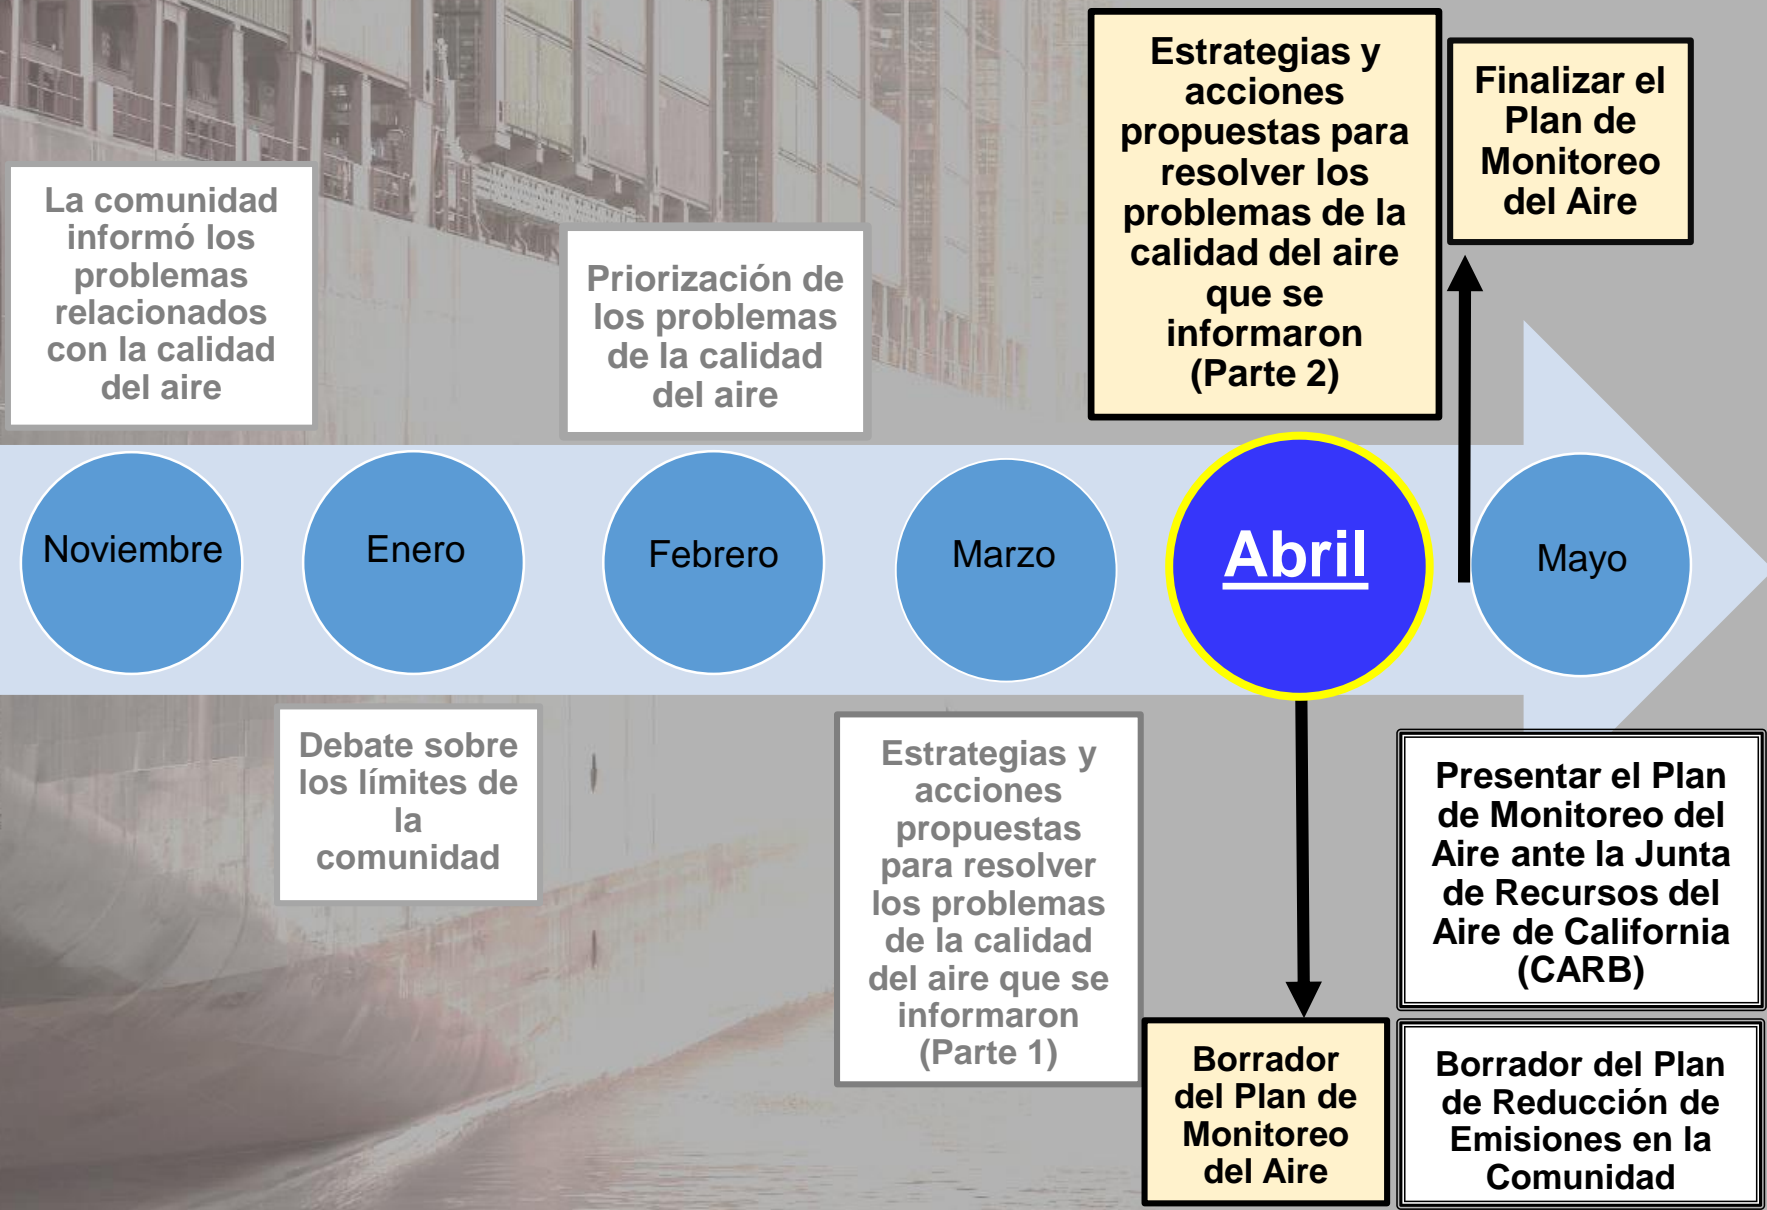 La comunidad
informó los
problemas
relacionados
con la calidad
del aire
Priorización de
los problemas
de la calidad
del aire
Estrategias y
acciones
propuestas para
resolver los
problemas de la
calidad del aire
que se
informaron
(Parte 2)
Finalizar el
Plan de
Monitoreo
del Aire
Noviembre
Enero
Febrero
Marzo
Abril
Mayo
Debate sobre
los límites de
la
comunidad
Estrategias y
acciones
propuestas
para resolver
los problemas
de la calidad
del aire que se
informaron
(Parte 1)
Borrador
del Plan de
Monitoreo
del Aire
Presentar el Plan
de Monitoreo del
Aire ante la Junta
de Recursos del
Aire de California
(CARB)
Borrador del Plan
de Reducción de
Emisiones en la
Comunidad